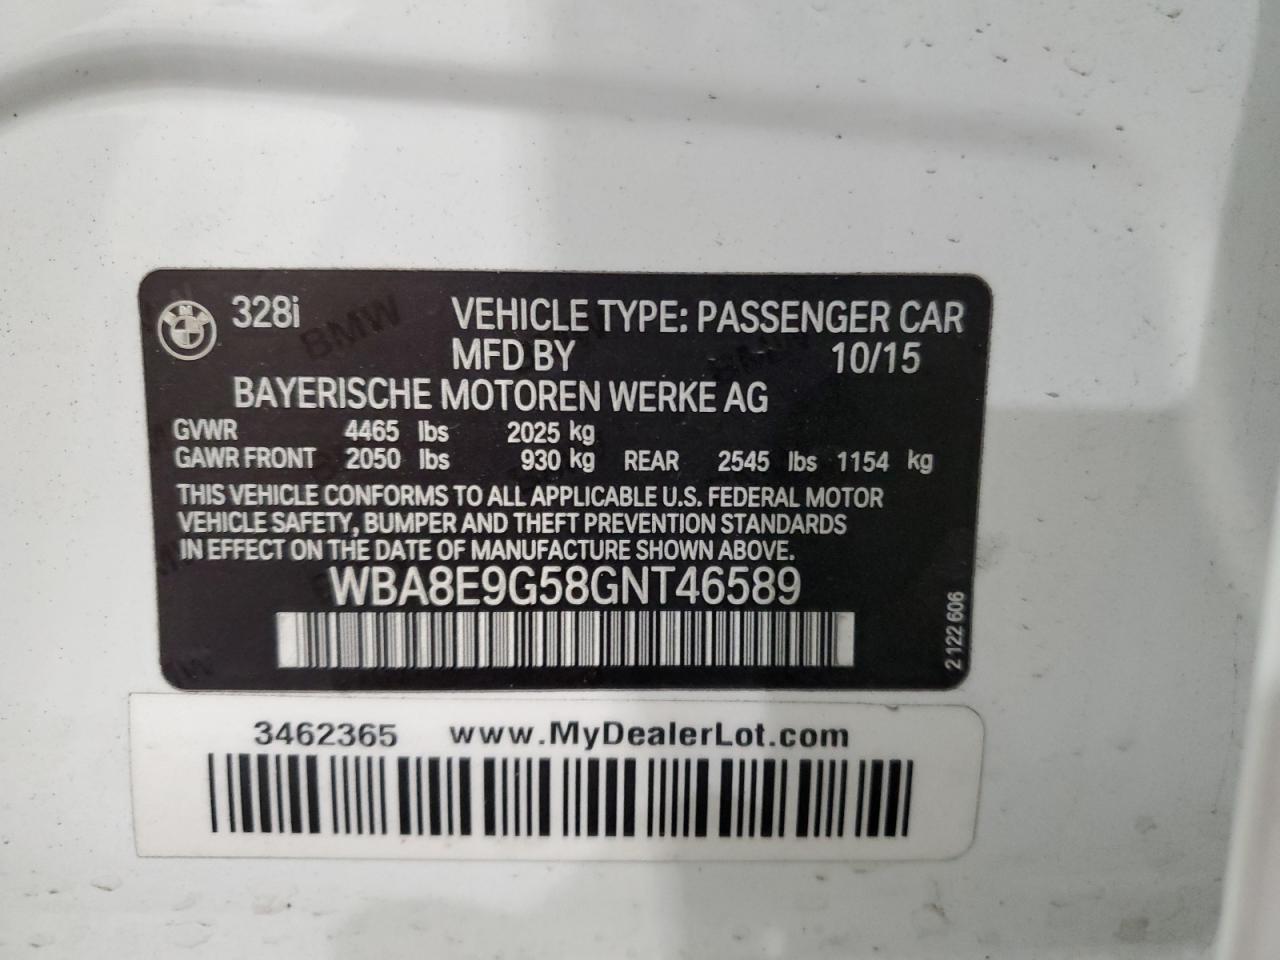 328i VEHICLE TYPE: PASSENGER CAR
MFD BY 10/15
BAYERISCHE MOTOREN WERKE AG
GVWR 4465 lbs 2025 kg
GAWR FRONT 2050 lbs 930 kg REAR 2545 lbs 1154 kg
THIS VEHICLE CONFORMS TO ALL APPLICABLE U.S. FEDERAL MOTOR
VEHICLE SAFETY, BUMPER AND THEFT PREVENTION STANDARDS
IN EFFECT ON THE DATE OF MANUFACTURE SHOWN ABOVE.
WBA8E9G58GNT46589
2 122 606
3462365 www.MyDealerLot.com